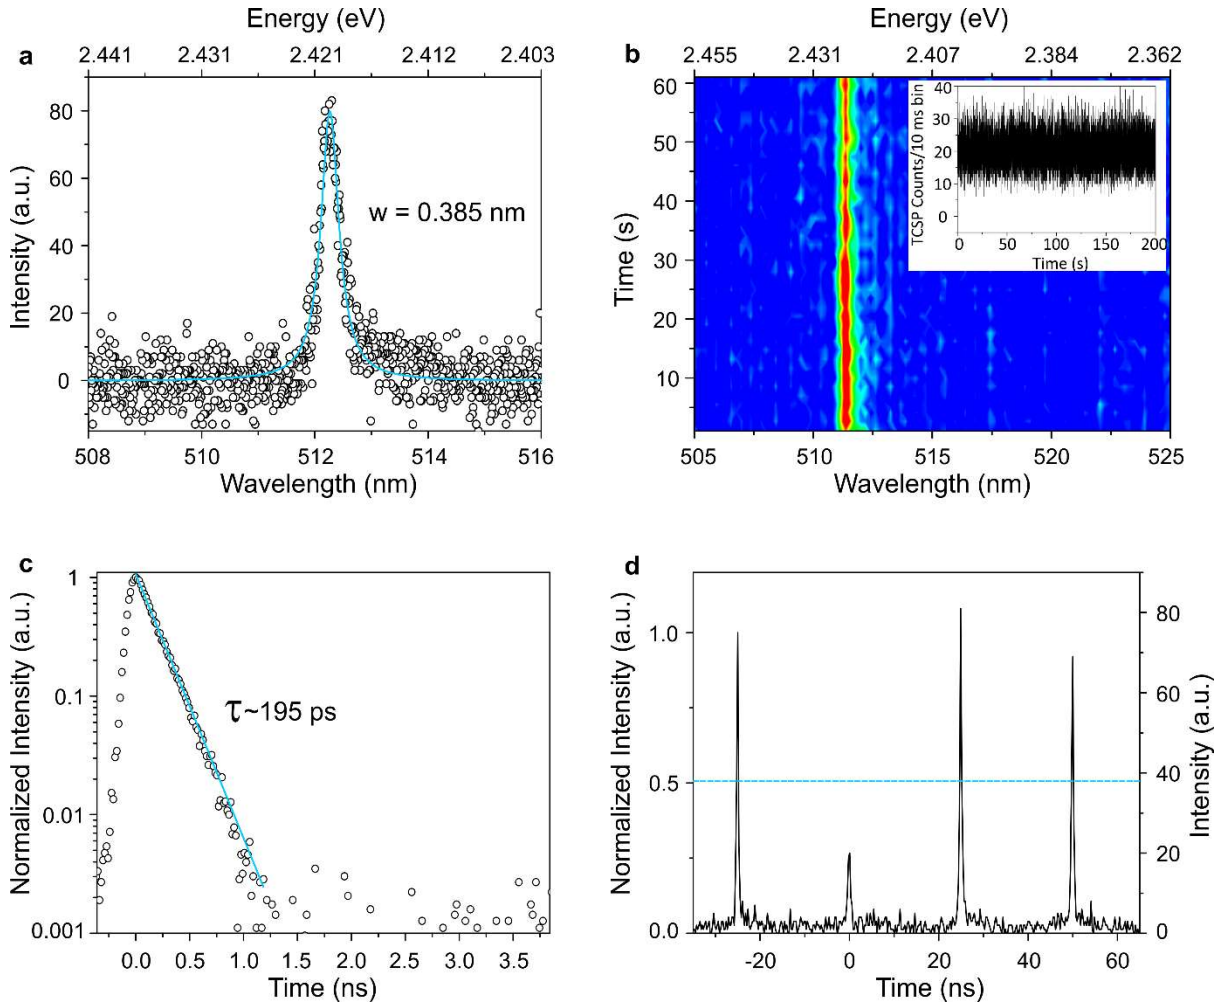 Energy (eV)
a 2.441 2.431 2.421 2.412 2.403
80
60
40
20
0
Intensity (a.u.)
w = 0.385 nm
508 510 512 514 516
Wavelength (nm)
Energy (eV)
b 2.455 2.431 2.407 2.384 2.362
60
50
40
30
20
10
Time (s)
TCSP Counts/10 ms bin
40
30
20
10
0
0 50 100 150 200
Time (s)
505 510 515 520 525
Wavelength (nm)
c
1
0.1
0.01
0.001
Normalized Intensity (a.u.)
τ~195 ps
0.0 0.5 1.0 1.5 2.0 2.5 3.0 3.5
Time (ns)
d
1.0
0.5
0.0
Normalized Intensity (a.u.)
80
60
40
20
0
Intensity (a.u.)
-20 0 20 40 60
Time (ns)